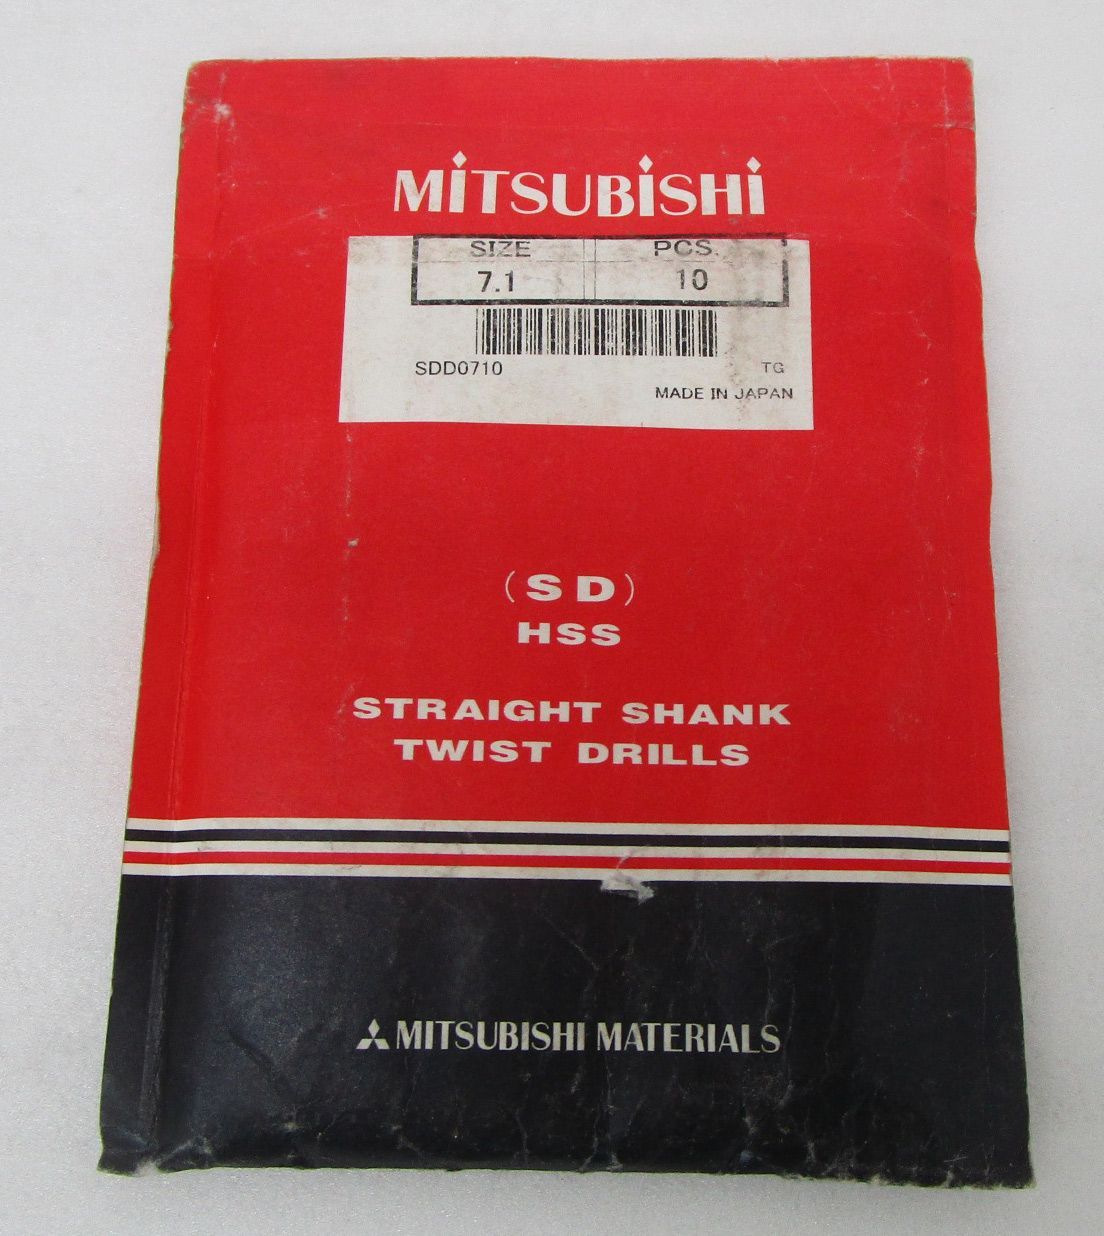 MITSUBISHI
SIZE PCS.
7.1 10
SDD0710 TG
MADE IN JAPAN
(SD)
HSS
STRAIGHT SHANK
TWIST DRILLS
MITSUBISHI MATERIALS